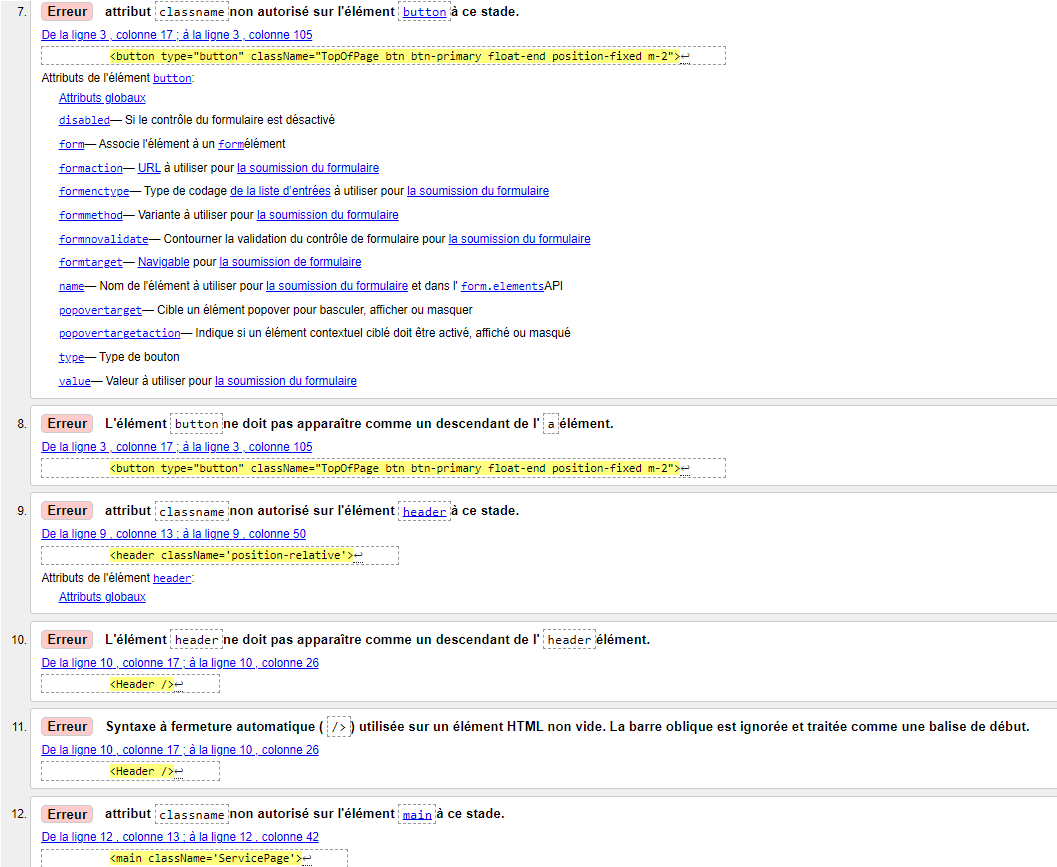 7. Erreur attribut classname non autorisé sur l'élément button à ce stade.
De la ligne 3 , colonne 17 ; à la ligne 3 , colonne 105
<button type="button" className="TopOfPage btn btn-primary float-end position-fixed m-2">↩
Attributs de l'élément button:
Attributs globaux
disabled— Si le contrôle du formulaire est désactivé
form— Associe l'élément à un formélément
formaction— URL à utiliser pour la soumission du formulaire
formenctype— Type de codage de la liste d'entrées à utiliser pour la soumission du formulaire
formmethod— Variante à utiliser pour la soumission du formulaire
formnovalidate— Contourner la validation du contrôle de formulaire pour la soumission du formulaire
formtarget— Navigable pour la soumission de formulaire
name— Nom de l'élément à utiliser pour la soumission du formulaire et dans l' form.elementsAPI
popovertarget— Cible un élément popover pour basculer, afficher ou masquer
popovertargetaction— Indique si un élément contextuel ciblé doit être activé, affiché ou masqué
type— Type de bouton
value— Valeur à utiliser pour la soumission du formulaire
8. Erreur L'élément button ne doit pas apparaître comme un descendant de l' a élément.
De la ligne 3 , colonne 17 ; à la ligne 3 , colonne 105
<button type="button" className="TopOfPage btn btn-primary float-end position-fixed m-2">↩
9. Erreur attribut classname non autorisé sur l'élément header à ce stade.
De la ligne 9 , colonne 13 ; à la ligne 9 , colonne 50
<header className='position-relative'>↩
Attributs de l'élément header:
Attributs globaux
10. Erreur L'élément header ne doit pas apparaître comme un descendant de l' header élément.
De la ligne 10 , colonne 17 ; à la ligne 10 , colonne 26
<Header />↩
11. Erreur Syntaxe à fermeture automatique ( /> ) utilisée sur un élément HTML non vide. La barre oblique est ignorée et traitée comme une balise de début.
De la ligne 10 , colonne 17 ; à la ligne 10 , colonne 26
<Header />↩
12. Erreur attribut classname non autorisé sur l'élément main à ce stade.
De la ligne 12 , colonne 13 ; à la ligne 12 , colonne 42
<main className='ServicePage'>↩